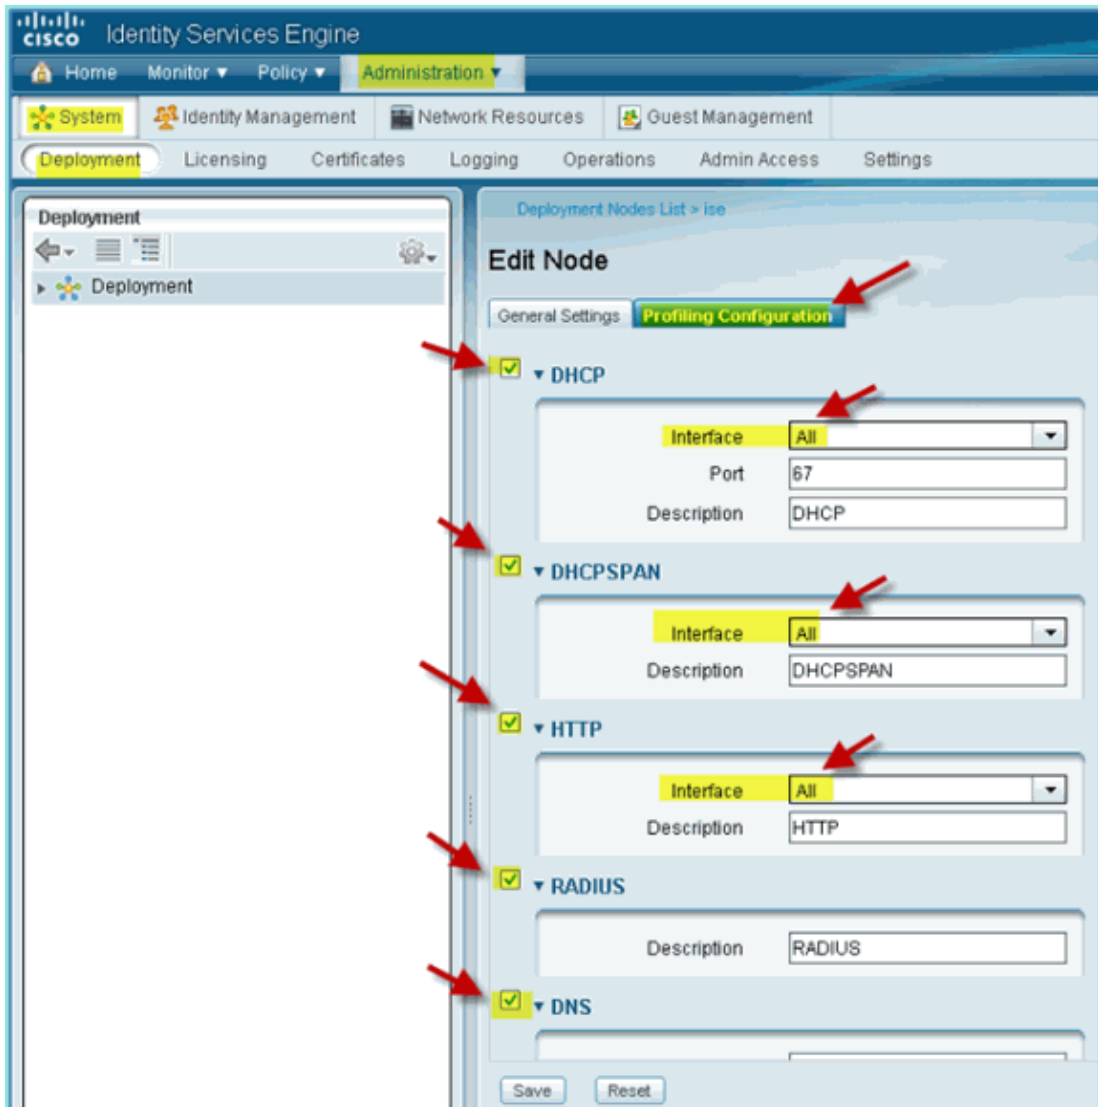 CISCO Identity Services Engine
Home Monitor ▼ Policy ▼ Administration ▼
System Identity Management Network Resources Guest Management
Deployment Licensing Certificates Logging Operations Admin Access Settings
Deployment
Deployment
Deployment Nodes List > ise
Edit Node
General Settings Profiling Configuration
DHCP
Interface All
Port 67
Description DHCP
DHCPSPAN
Interface All
Description DHCPSPAN
HTTP
Interface All
Description HTTP
RADIUS
Description RADIUS
DNS
Save Reset